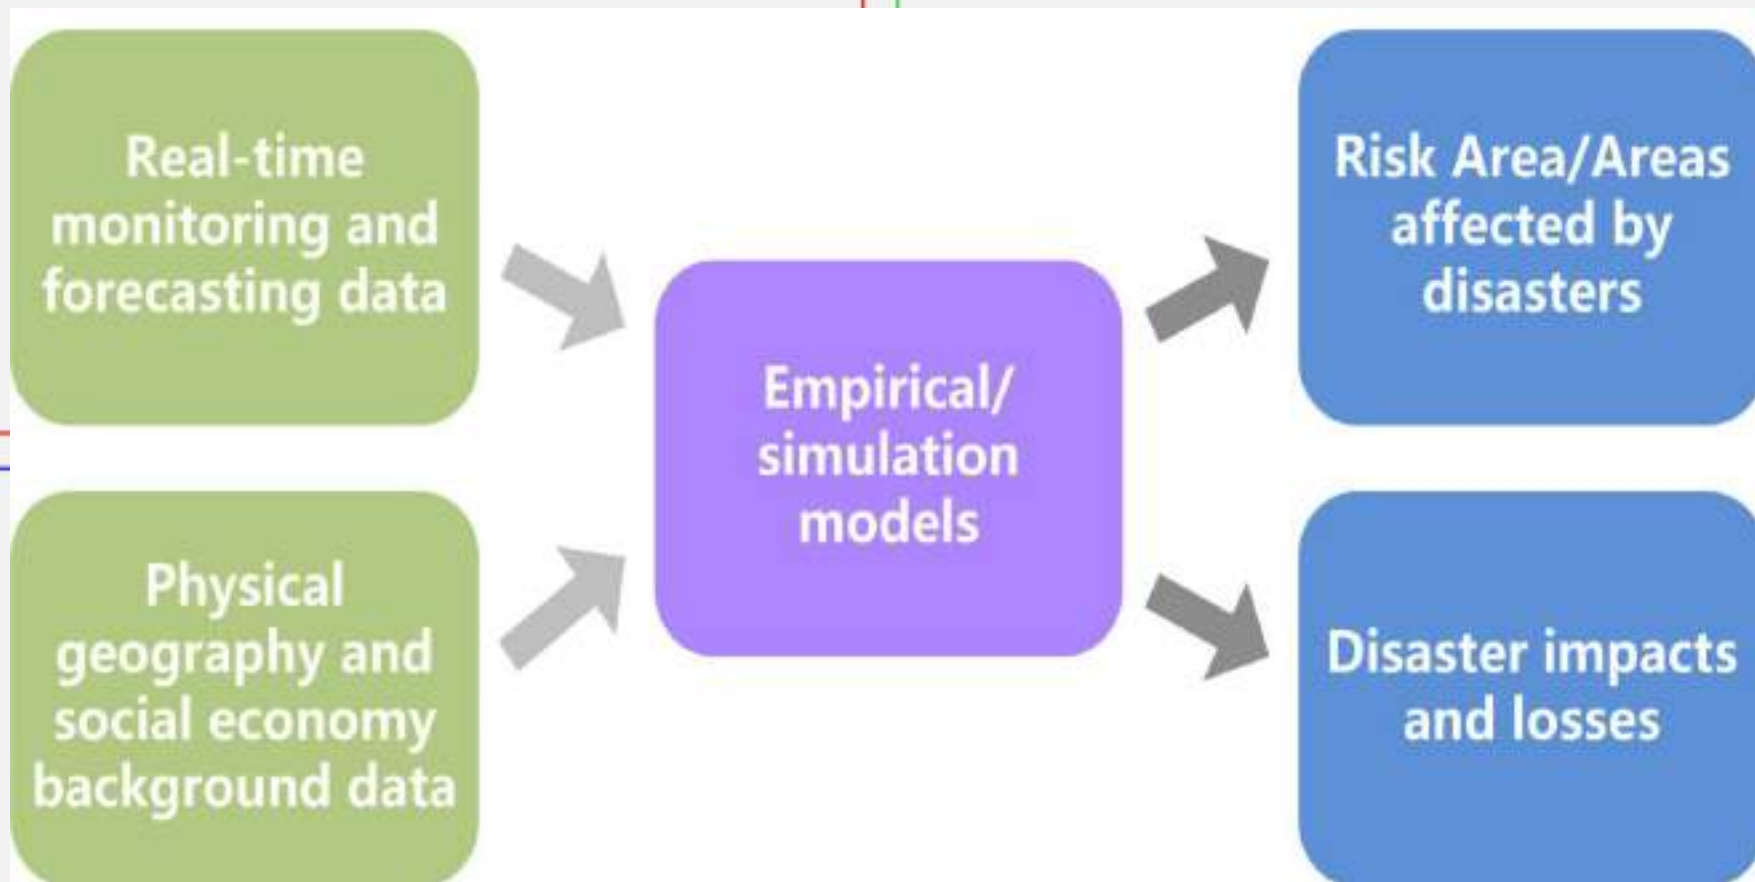 Real-time
monitoring and
forecasting data
Physical
geography and
social economy
background data
Empirical/
simulation
models
Risk Area/Areas
affected by
disasters
Disaster impacts
and losses